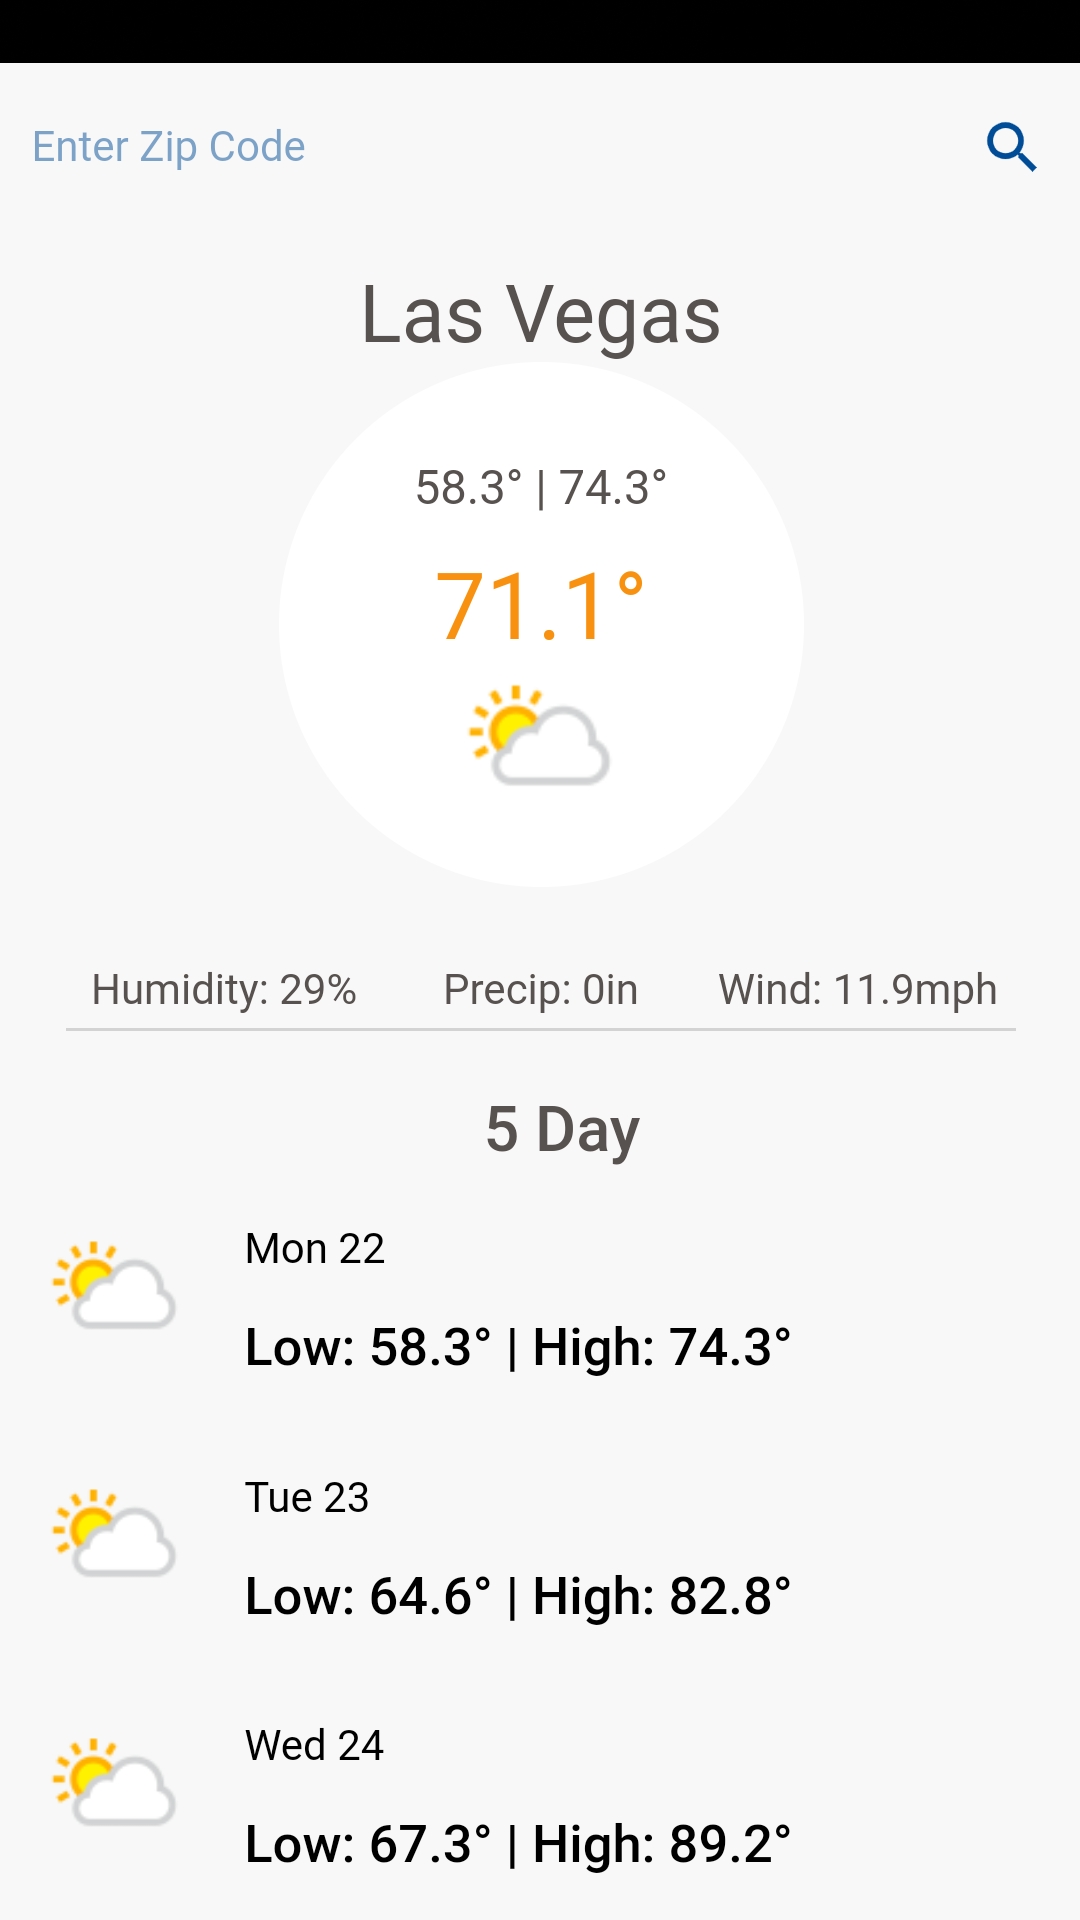 Enter Zip Code
Las Vegas
58.3° | 74.3°
71.1°
Humidity: 29% Precip: 0in Wind: 11.9mph
5 Day
Mon 22
Low: 58.3° | High: 74.3°
Tue 23
Low: 64.6° | High: 82.8°
Wed 24
Low: 67.3° | High: 89.2°